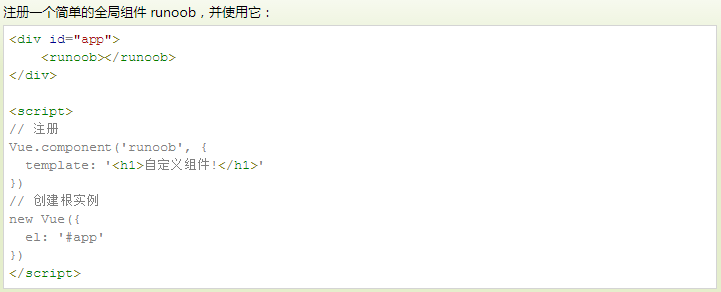 注册一个简单的全局组件 runoob，并使用它：
<div id="app">
    <runoob></runoob>
</div>

<script>
// 注册
Vue.component('runoob', {
  template: '<h1>自定义组件!</h1>'
})
// 创建根实例
new Vue({
  el: '#app'
})
</script>